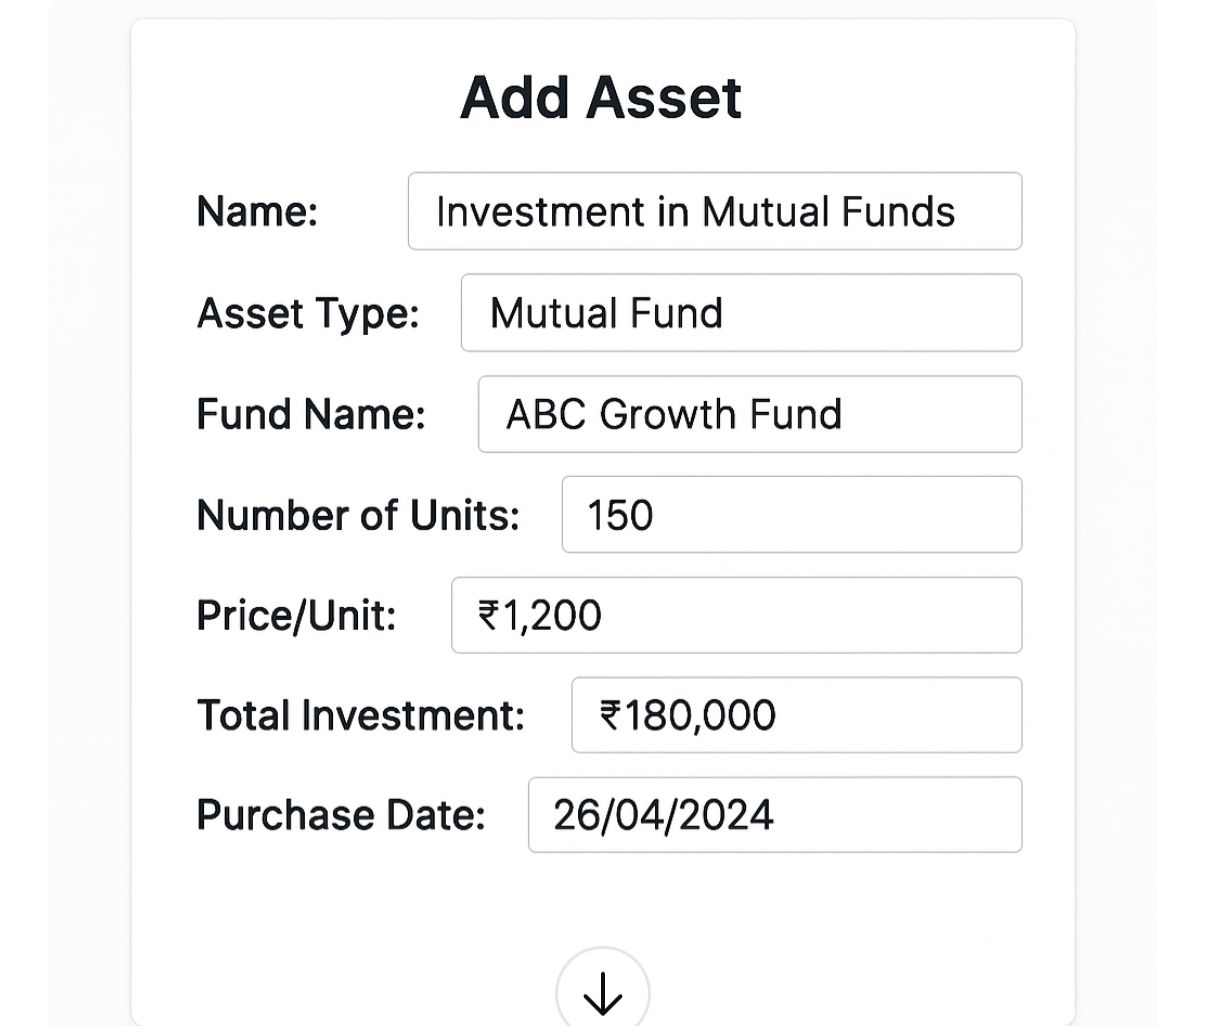 Add Asset
Name: Investment in Mutual Funds
Asset Type: Mutual Fund
Fund Name: ABC Growth Fund
Number of Units: 150
Price/Unit: ₹1,200
Total Investment: ₹180,000
Purchase Date: 26/04/2024